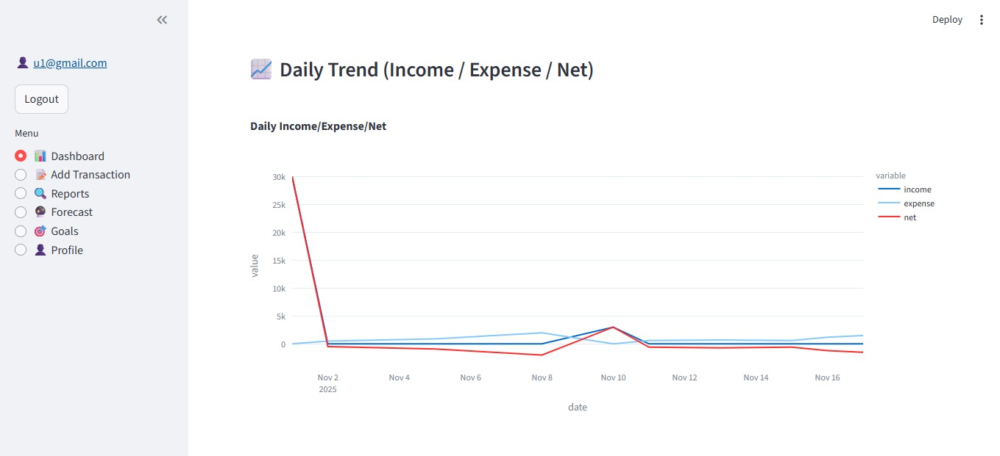 Deploy
u1@gmail.com
Logout
Menu
Dashboard
Add Transaction
Reports
Forecast
Goals
Profile
Daily Trend (Income / Expense / Net)
Daily Income/Expense/Net
30k
25k
20k
15k
10k
5k
0
value
Nov 2
2025
Nov 4
Nov 6
Nov 8
Nov 10
Nov 12
Nov 14
Nov 16
date
variable
income
expense
net